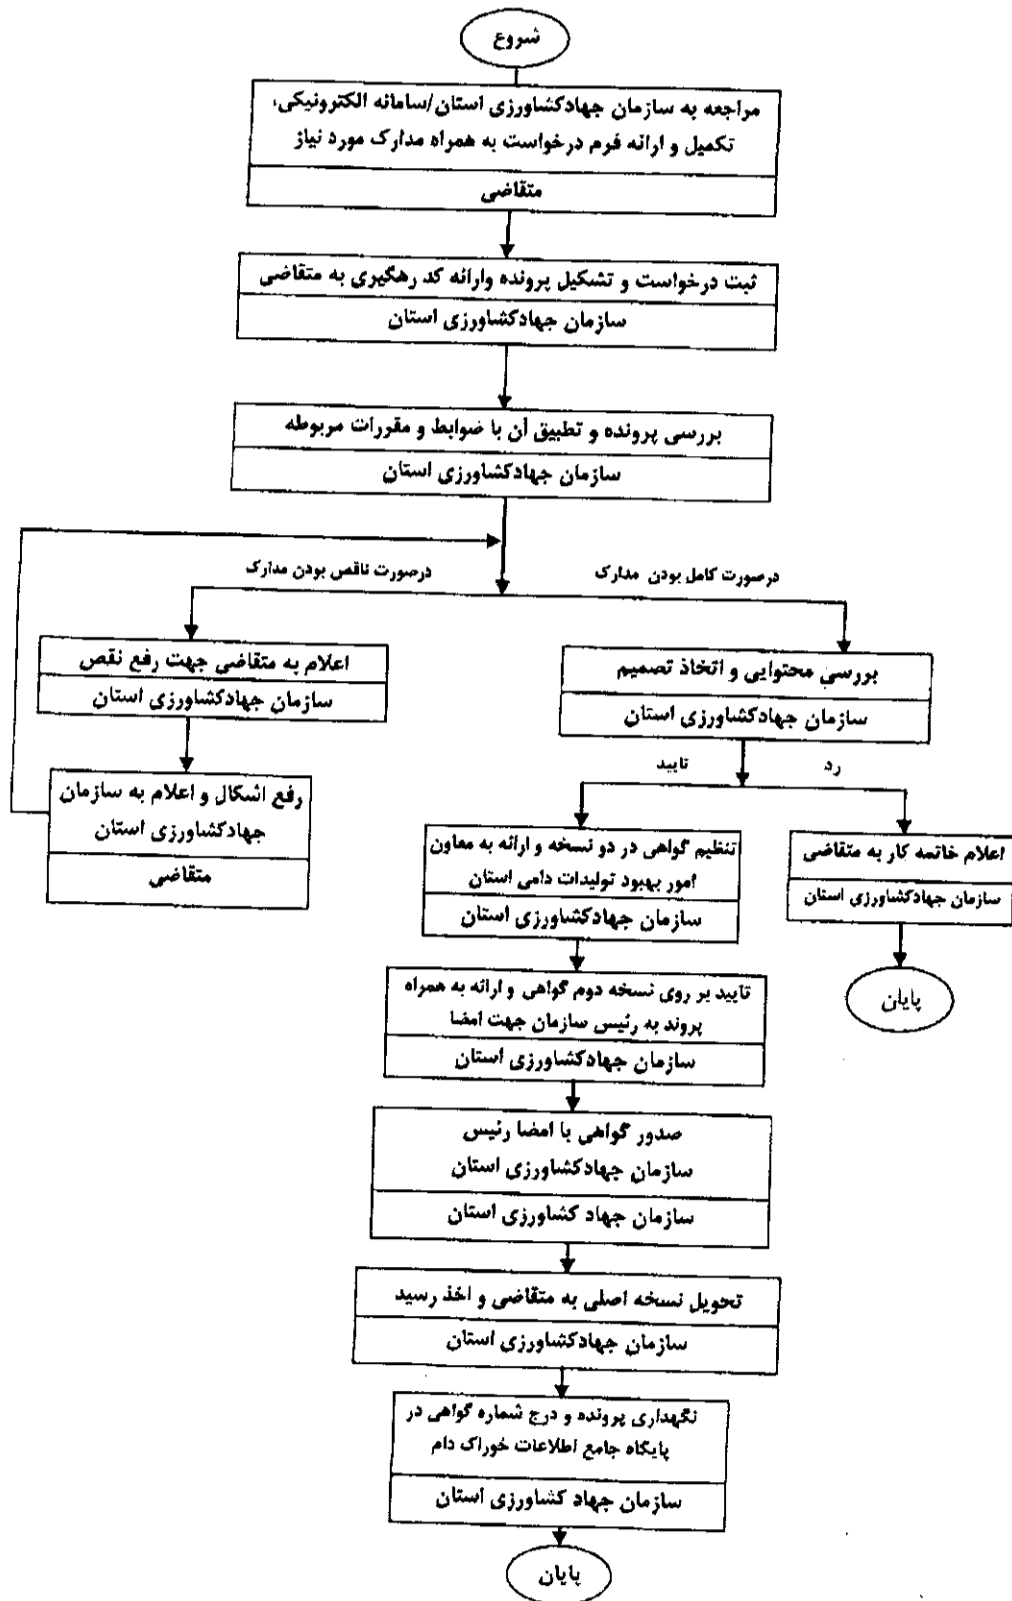 شروع
مراجعه به سازمان جهادکشاورزی استان/سامانه الکترونیکی،
تکمیل و ارائه فرم درخواست به همراه مدارک مورد نیاز
متقاضی
ثبت درخواست و تشکیل پرونده وارائه کد رهگیری به متقاضی
سازمان جهادکشاورزی استان
بررسی پرونده و تطبیق آن با ضوابط و مقررات مربوطه
سازمان جهادکشاورزی استان
درصورت کامل بودن مدارک
درصورت ناقص بودن مدارک
بررسی محتوایی و اتخاذ تصمیم
سازمان جهادکشاورزی استان
اعلام به متقاضی جهت رفع نقص
سازمان جهادکشاورزی استان
رفع اشکال و اعلام به سازمان
جهادکشاورزی استان
متقاضی
رد
تایید
اعلام خاتمه کار به متقاضی
سازمان جهادکشاورزی استان
پایان
تنظیم گواهی در دو نسخه و ارائه به معاون
امور بهبود تولیدات دامی استان
سازمان جهادکشاورزی استان
تایید بر روی نسخه دوم گواهی و ارائه به همراه
پروند به رئیس سازمان جهت امضا
سازمان جهادکشاورزی استان
صدور گواهی با امضا رئیس
سازمان جهادکشاورزی استان
سازمان جهاد کشاورزی استان
تحویل نسخه اصلی به متقاضی و اخذ رسید
سازمان جهادکشاورزی استان
نگهداری پرونده و درج شماره گواهی در
پایگاه جامع اطلاعات خوراک دام
سازمان جهاد کشاورزی استان
پایان